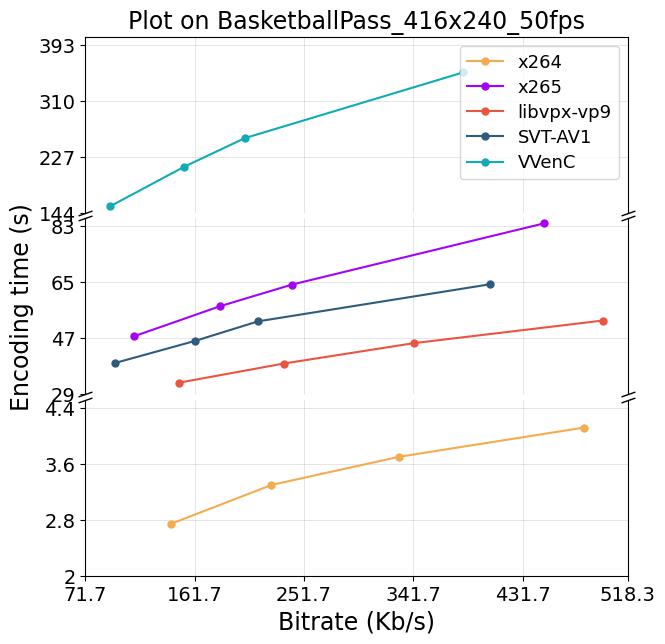 Plot on BasketballPass_416x240_50fps
393
310
227
144
83
65
47
29
4.4
3.6
2.8
2
Encoding time (s)
x264
x265
libvpx-vp9
SVT-AV1
VVenC
71.7 161.7 251.7 341.7 431.7 518.3
Bitrate (Kb/s)